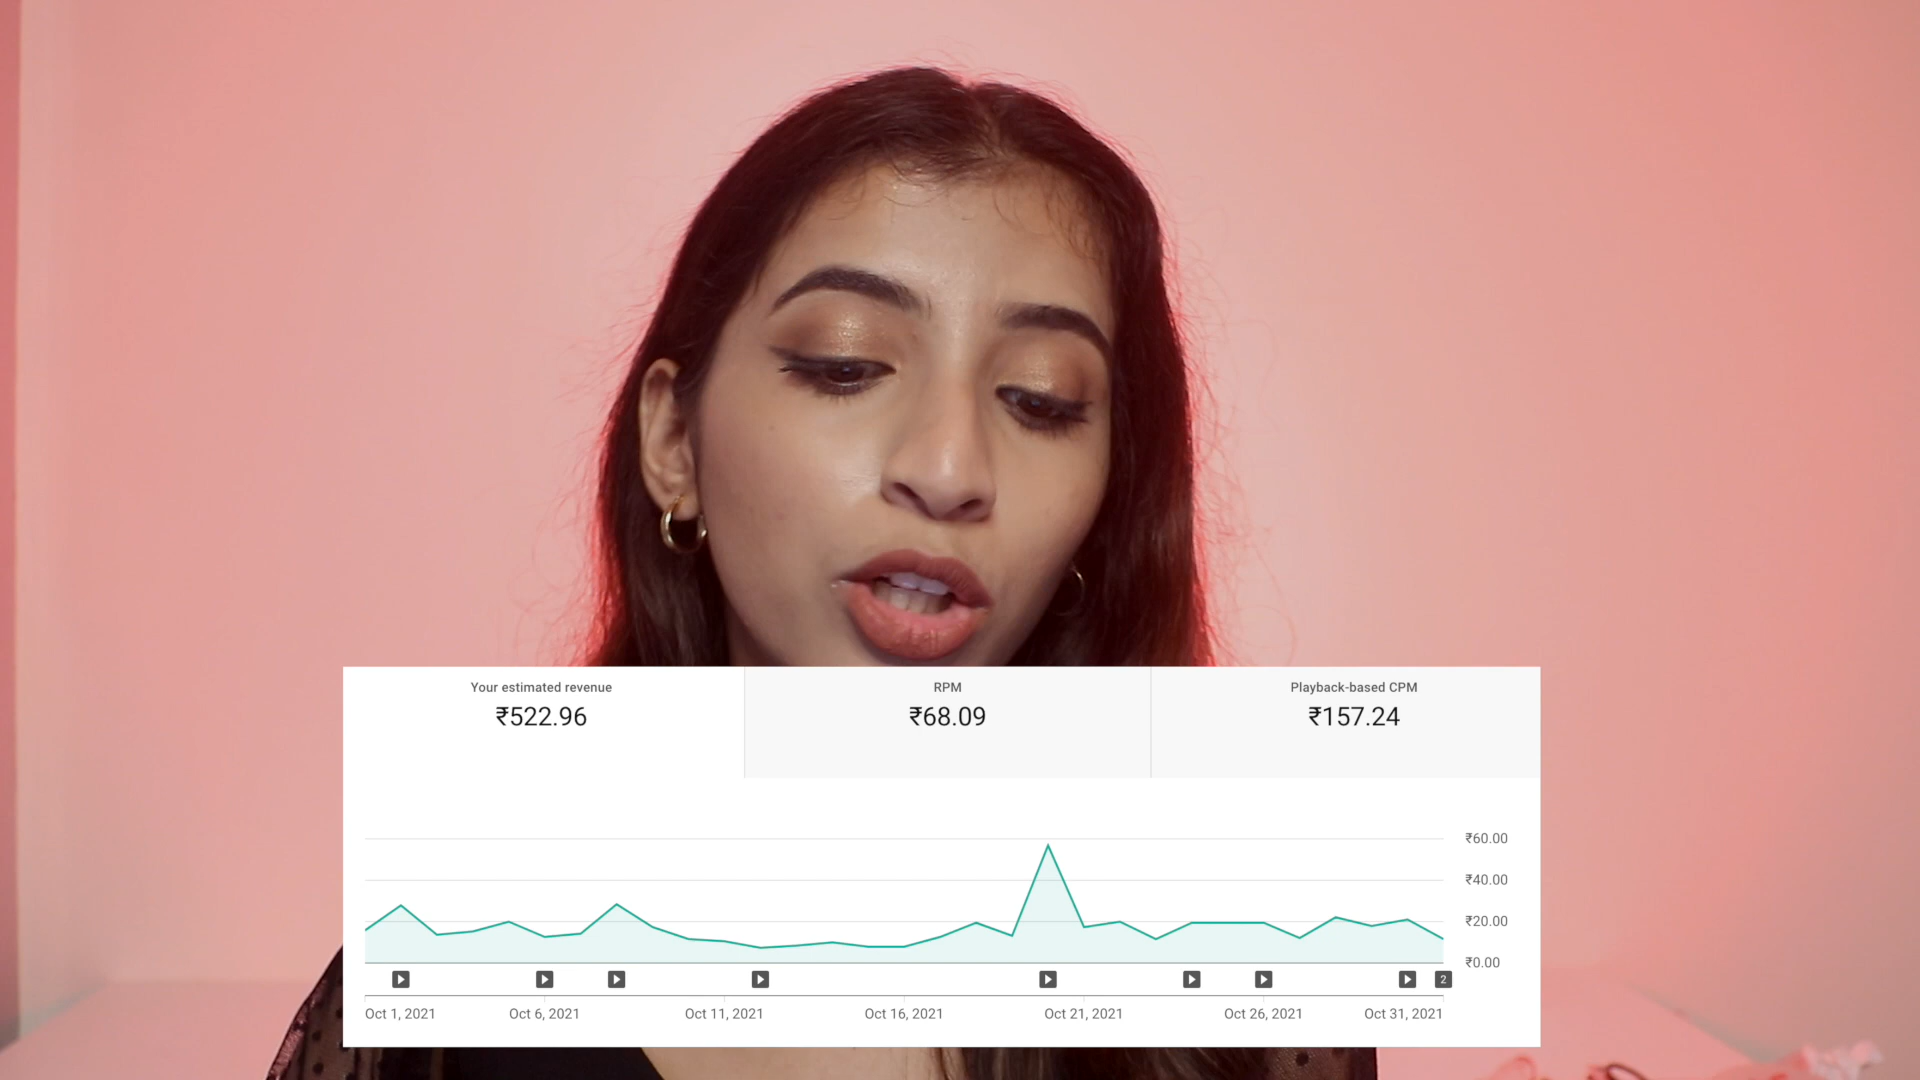 Your estimated revenue
₹522.96
RPM
₹68.09
Playback-based CPM
₹157.24
₹60.00
₹40.00
₹20.00
₹0.00
2
Oct 1, 2021 Oct 6, 2021 Oct 11, 2021 Oct 16, 2021 Oct 21, 2021 Oct 26, 2021 Oct 31, 2021